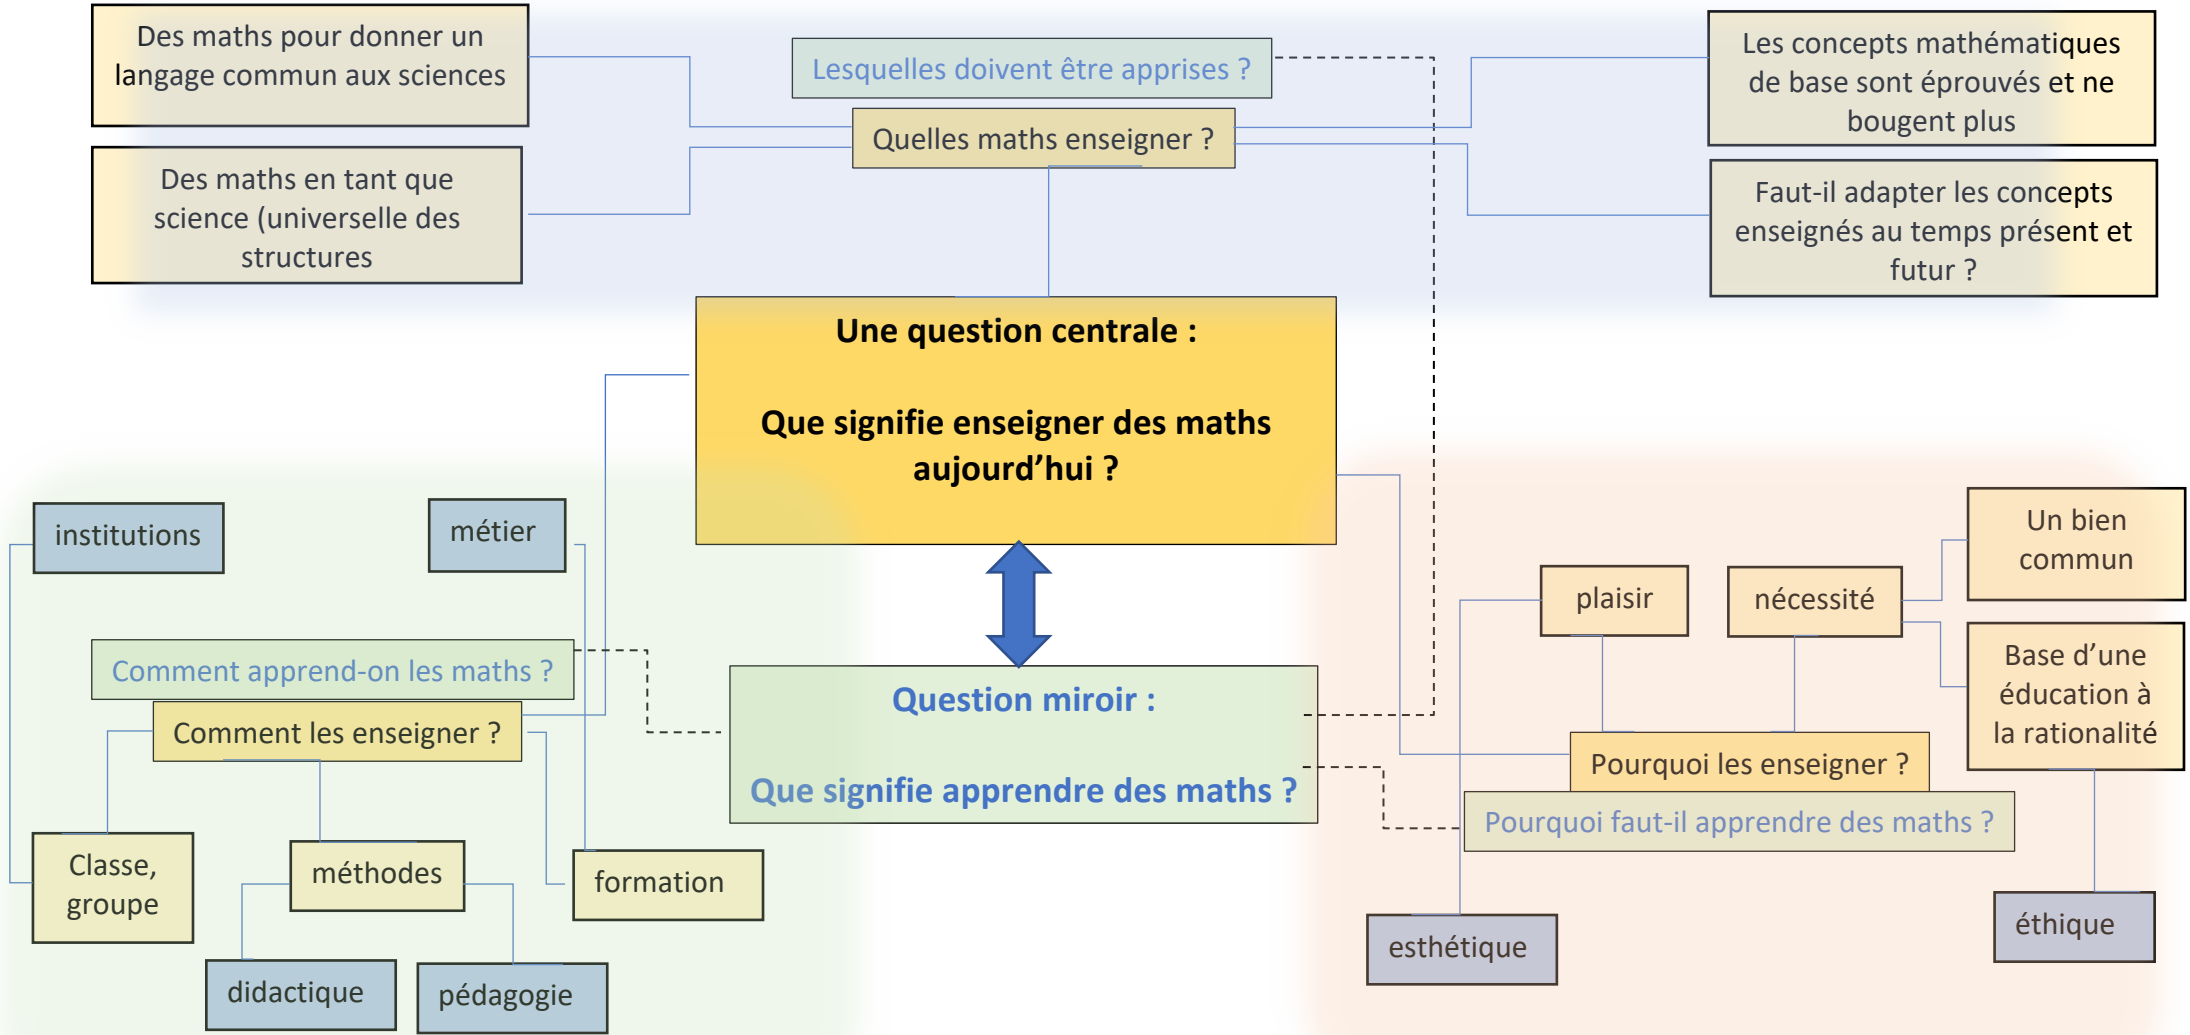 Des maths pour donner un
langage commun aux sciences
Lesquelles doivent être apprises ?
Les concepts mathématiques
de base sont éprouvés et ne
bougent plus
Quelles maths enseigner ?
Des maths en tant que
science (universelle des
structures
Faut-il adapter les concepts
enseignés au temps présent et
futur ?
Une question centrale :
Que signifie enseigner des maths
aujourd’hui ?
institutions
métier
Un bien
commun
plaisir
nécessité
Comment apprend-on les maths ?
Comment les enseigner ?
Question miroir :
Que signifie apprendre des maths ?
Base d’une
éducation à
la rationalité
Pourquoi les enseigner ?
Pourquoi faut-il apprendre des maths ?
Classe,
groupe
méthodes
formation
esthétique
éthique
didactique
pédagogie